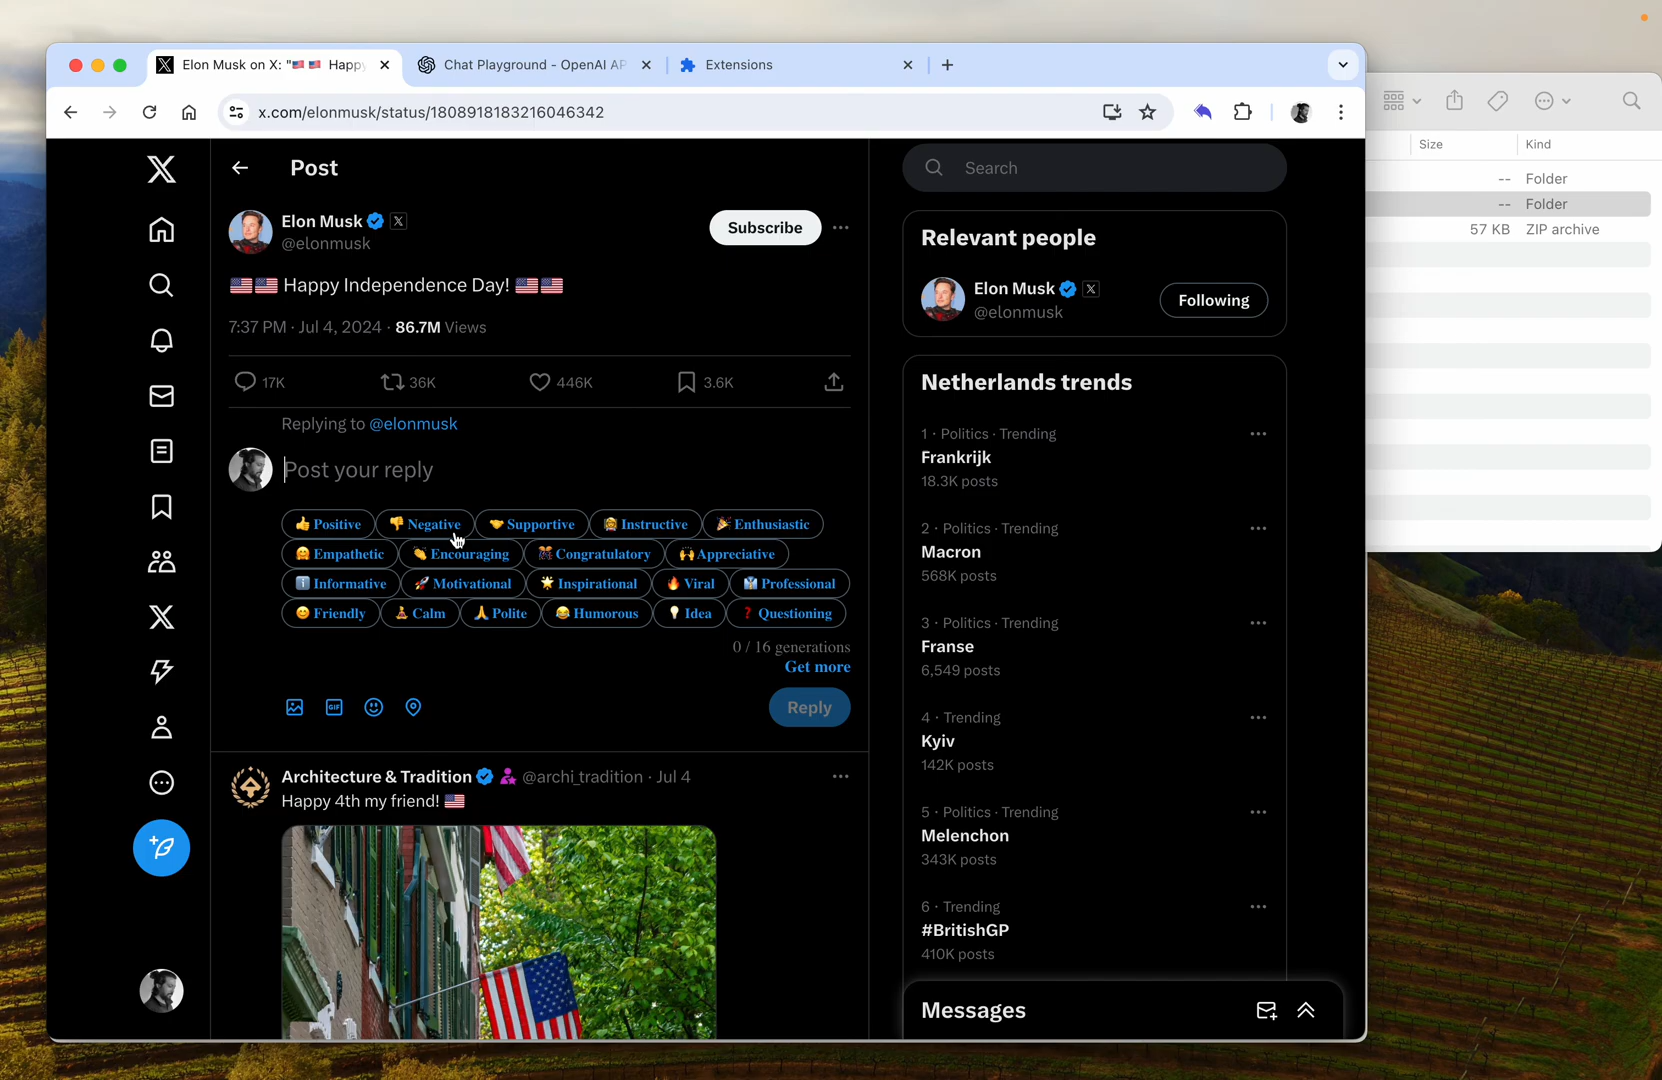 Elon Musk on X: "🇺🇸 🇺🇸 Happy
Chat Playground - OpenAI AP
Extensions
x.com/elonmusk/status/1808918183216046342
Size
Kind
-- Folder
-- Folder
57 KB ZIP archive
Post
Elon Musk
@elonmusk
Subscribe
🇺🇸🇺🇸 Happy Independence Day! 🇺🇸🇺🇸
7:37 PM · Jul 4, 2024 · 86.7M Views
17K
36K
446K
3.6K
Replying to @elonmusk
Post your reply
👍 Positive
👎 Negative
🤝 Supportive
👩‍🏫 Instructive
🎉 Enthusiastic
🤗 Empathetic
👏 Encouraging
🎊 Congratulatory
🙌 Appreciative
ℹ️ Informative
🚀 Motivational
🌟 Inspirational
🔥 Viral
👔 Professional
😊 Friendly
🧘 Calm
🙏 Polite
😂 Humorous
💡 Idea
❓ Questioning
0 / 16 generations
Get more
GIF
Reply
Architecture & Tradition @archi_tradition · Jul 4
Happy 4th my friend! 🇺🇸
Search
Relevant people
Elon Musk
@elonmusk
Following
Netherlands trends
1 · Politics · Trending
Frankrijk
18.3K posts
2 · Politics · Trending
Macron
568K posts
3 · Politics · Trending
Franse
6,549 posts
4 · Trending
Kyiv
142K posts
5 · Politics · Trending
Melenchon
343K posts
6 · Trending
#BritishGP
410K posts
Messages